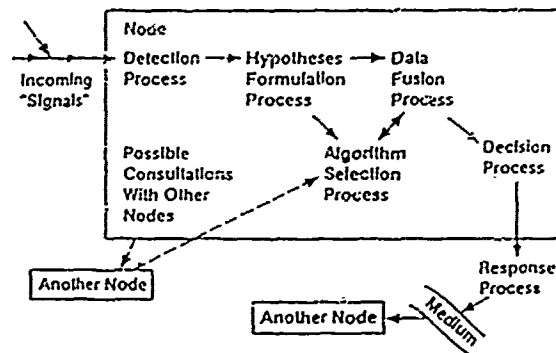 Node
Incoming
"Signals"
Detection
Process
Hypotheses
Formulation
Process
Data
Fusion
Process
Possible
Consultations
With Other
Nodes
Algorithm
Selection
Process
Decision
Process
Another Node
Response
Process
Medium
Another Node